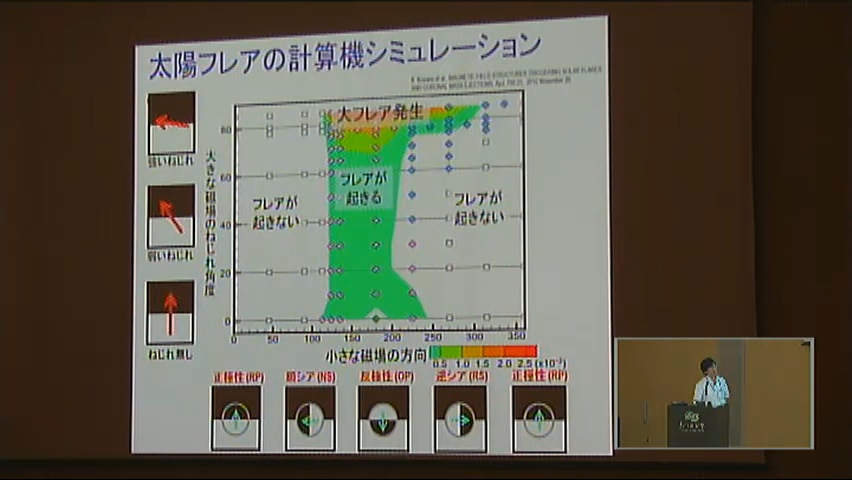 太陽フレアの計算機シミュレーション
強いねじれ
弱いねじれ
ねじれ無し
大きな磁場のねじれ角度
80
60
40
20
0
大フレア発生
フレアが
起きる
フレアが
起きない
フレアが
起きない
0 50 100 150 200 250 300 350
小さな磁場の方向
0.5 1.0 1.5 2.0 2.5
正極性(RP)
順シア(NS)
反極性(OP)
逆シア(RS)
正極性(RP)